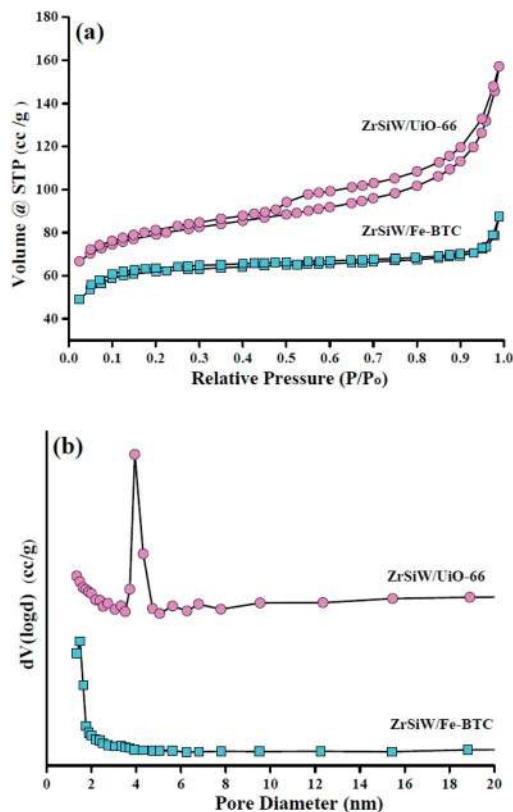 (a)
180
160
140
120
100
80
60
40
Volume @ STP (cc /g)
ZrSiW/UiO-66
ZrSiW/Fe-BTC
0.0 0.1 0.2 0.3 0.4 0.5 0.6 0.7 0.8 0.9 1.0
Relative Pressure (P/Po)
(b)
dV(logd) (cc/g)
ZrSiW/UiO-66
ZrSiW/Fe-BTC
0 2 4 6 8 10 12 14 16 18 20
Pore Diameter (nm)